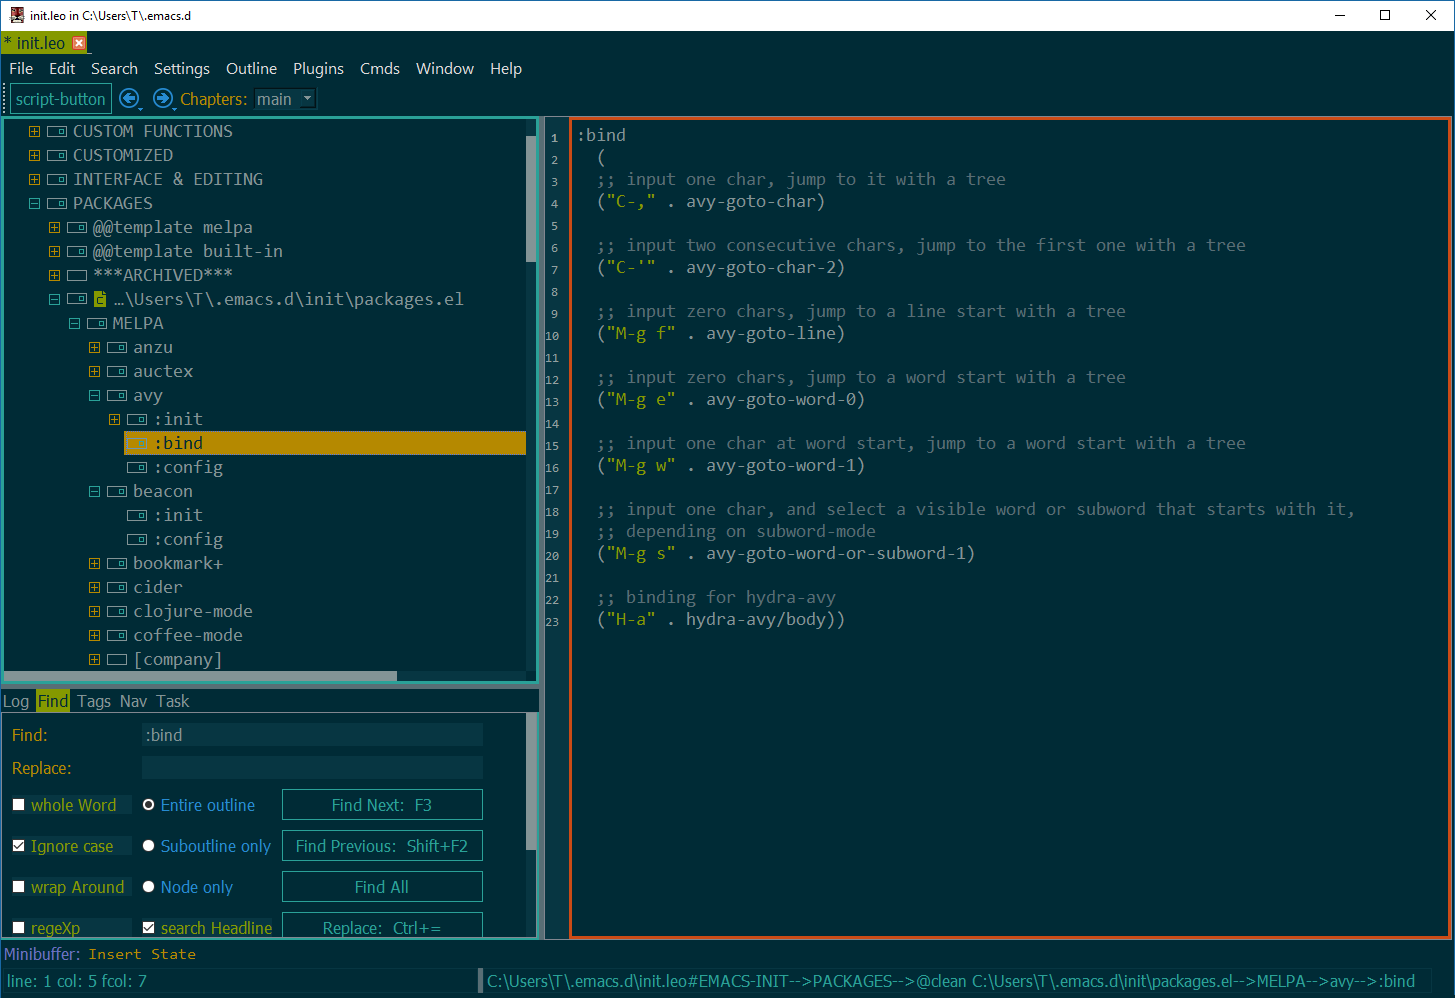 init.leo in C:\Users\T\.emacs.d
* init.leo
File Edit Search Settings Outline Plugins Cmds Window Help
script-button Chapters: main
CUSTOM FUNCTIONS
CUSTOMIZED
INTERFACE & EDITING
PACKAGES
@@template melpa
@@template built-in
***ARCHIVED***
…\Users\T\.emacs.d\init\packages.el
MELPA
anzu
auctex
avy
:init
:bind
:config
beacon
:init
:config
bookmark+
cider
clojure-mode
coffee-mode
[company]
1 :bind
2 (
3 ;; input one char, jump to it with a tree
4 ("C-," . avy-goto-char)
5
6 ;; input two consecutive chars, jump to the first one with a tree
7 ("C-'" . avy-goto-char-2)
8
9 ;; input zero chars, jump to a line start with a tree
10 ("M-g f" . avy-goto-line)
11
12 ;; input zero chars, jump to a word start with a tree
13 ("M-g e" . avy-goto-word-0)
14
15 ;; input one char at word start, jump to a word start with a tree
16 ("M-g w" . avy-goto-word-1)
17
18 ;; input one char, and select a visible word or subword that starts with it,
19 ;; depending on subword-mode
20 ("M-g s" . avy-goto-word-or-subword-1)
21
22 ;; binding for hydra-avy
23 ("H-a" . hydra-avy/body))
Log Find Tags Nav Task
Find: :bind
Replace:
whole Word Entire outline Find Next: F3
Ignore case Suboutline only Find Previous: Shift+F2
wrap Around Node only Find All
regeXp search Headline Replace: Ctrl+=
Minibuffer: Insert State
line: 1 col: 5 fcol: 7 C:\Users\T\.emacs.d\init.leo#EMACS-INIT-->PACKAGES-->@clean C:\Users\T\.emacs.d\init\packages.el-->MELPA-->avy-->:bind